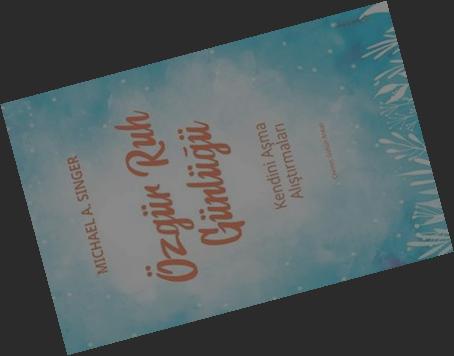 MICHAEL A. SINGER
Özgür Ruh
Günlüğü
Kendini Aşma
Alıştırmaları